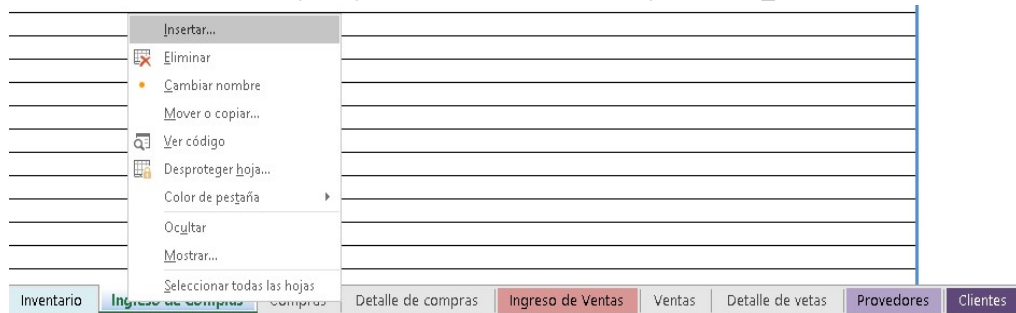 Insertar...
Eliminar
Cambiar nombre
Mover o copiar...
Ver código
Desproteger hoja...
Color de pestaña
Ocultar
Mostrar...
Seleccionar todas las hojas
Inventario Ingreso de Compras Compras Detalle de compras Ingreso de Ventas Ventas Detalle de vetas Provedores Clientes